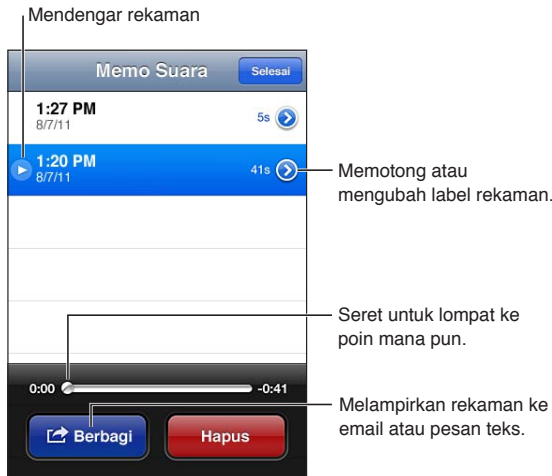 Mendengar rekaman
Memo Suara
Selesai
1:27 PM
8/7/11
5s
1:20 PM
8/7/11
41s
Memotong atau
mengubah label rekaman.
Seret untuk lompat ke
poin mana pun.
0:00
-0:41
Melampirkan rekaman ke
email atau pesan teks.
Berbagi
Hapus